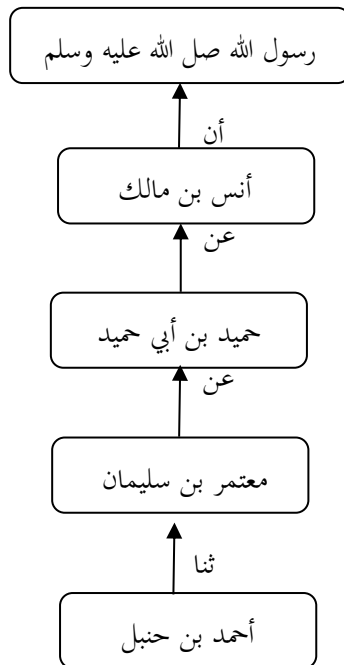 رسول الله صل الله عليه وسلم
أن
أنس بن مالك
عن
حميد بن أبي حميد
عن
معتمر بن سليمان
ثنا
أحمد بن حنبل